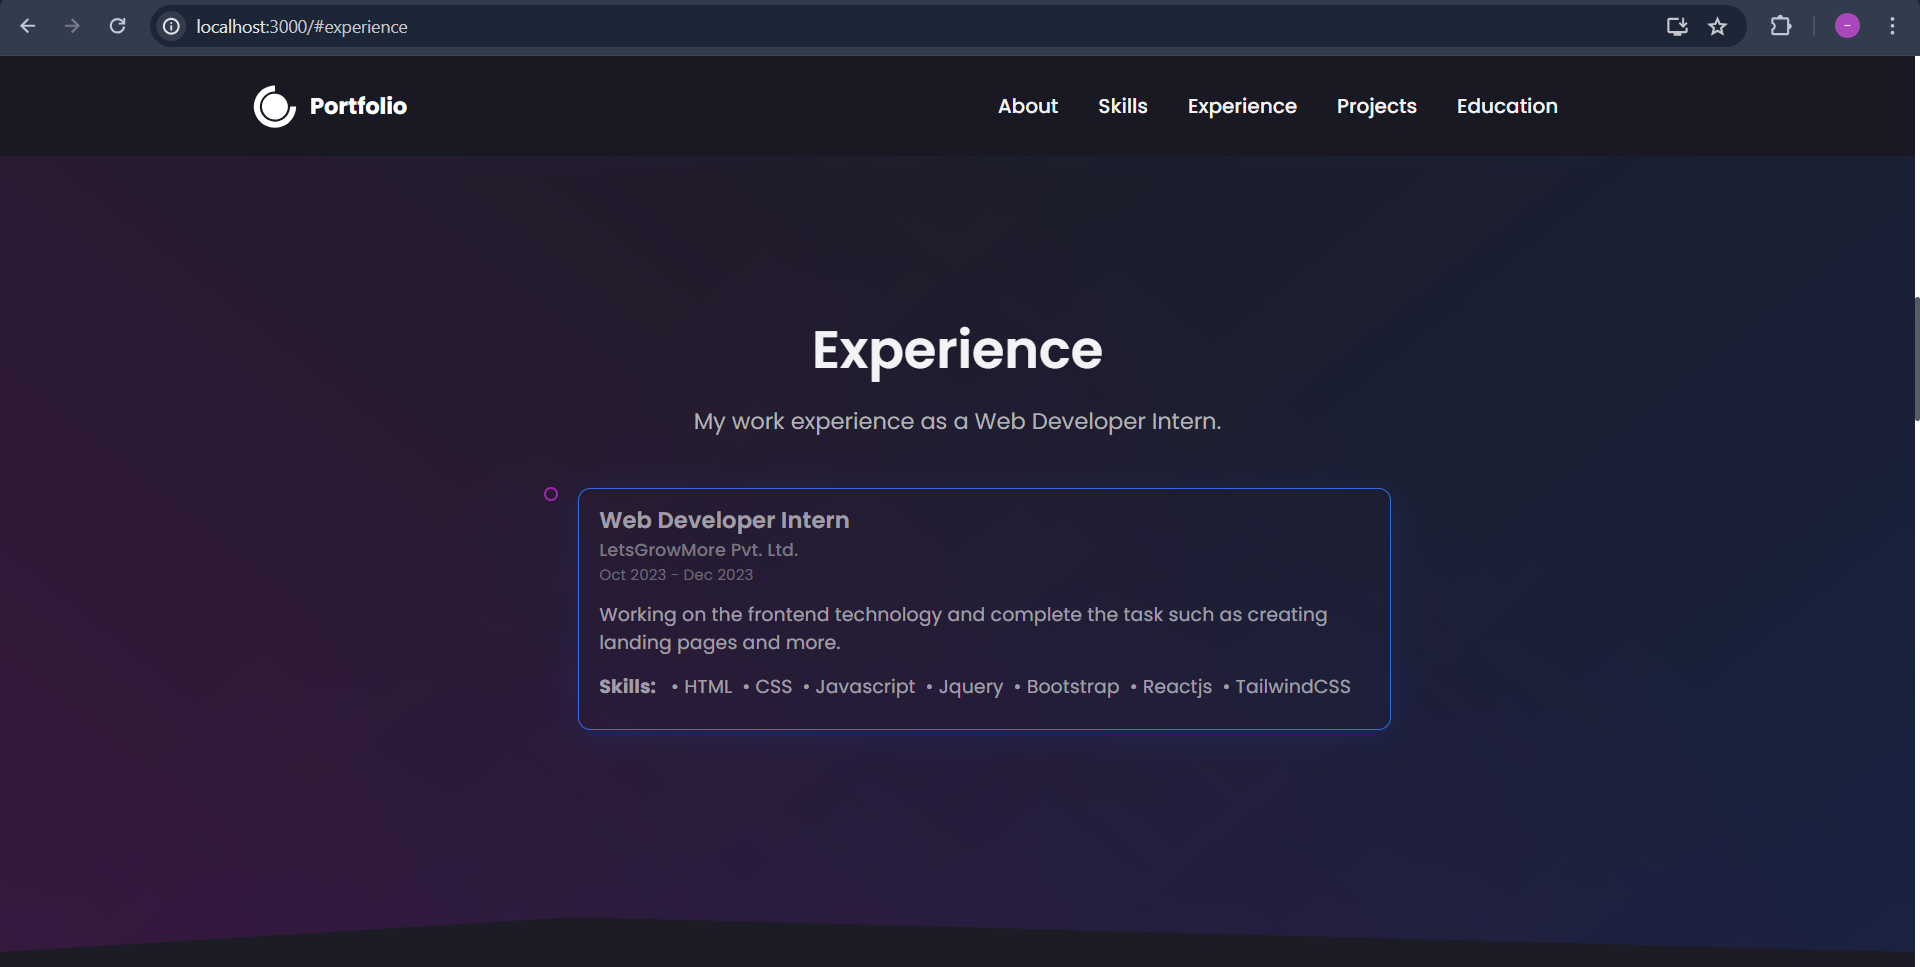 localhost:3000/#experience
Portfolio
About Skills Experience Projects Education
Experience
My work experience as a Web Developer Intern.
Web Developer Intern
LetsGrowMore Pvt. Ltd.
Oct 2023 - Dec 2023
Working on the frontend technology and complete the task such as creating
landing pages and more.
Skills: • HTML • CSS • Javascript • Jquery • Bootstrap • Reactjs • TailwindCSS